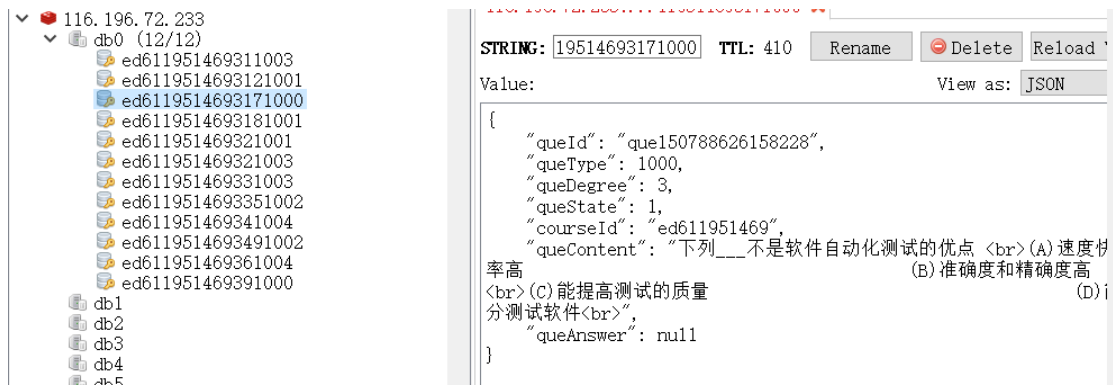 116.196.72.233
db0 (12/12)
ed6119514693110​03
ed6119514693121001
ed6119514693171000
ed6119514693181001
ed611951469321001
ed611951469321003
ed611951469331003
ed6119514693351002
ed611951469341004
ed6119514693491002
ed611951469361004
ed611951469391000
db1
db2
db3
db4
db5
STRING: 19514693171000 TTL: 410 Rename Delete Reload
Value: View as: JSON
{
"queId": "que150788626158228",
"queType": 1000,
"queDegree": 3,
"queState": 1,
"courseId": "ed611951469",
"queContent": "下列___不是软件自动化测试的优点 <br>(A)速度快
率高 (B)准确度和精确度高
<br>(C)能提高测试的质量 (D)
分测试软件<br>",
"queAnswer": null
}